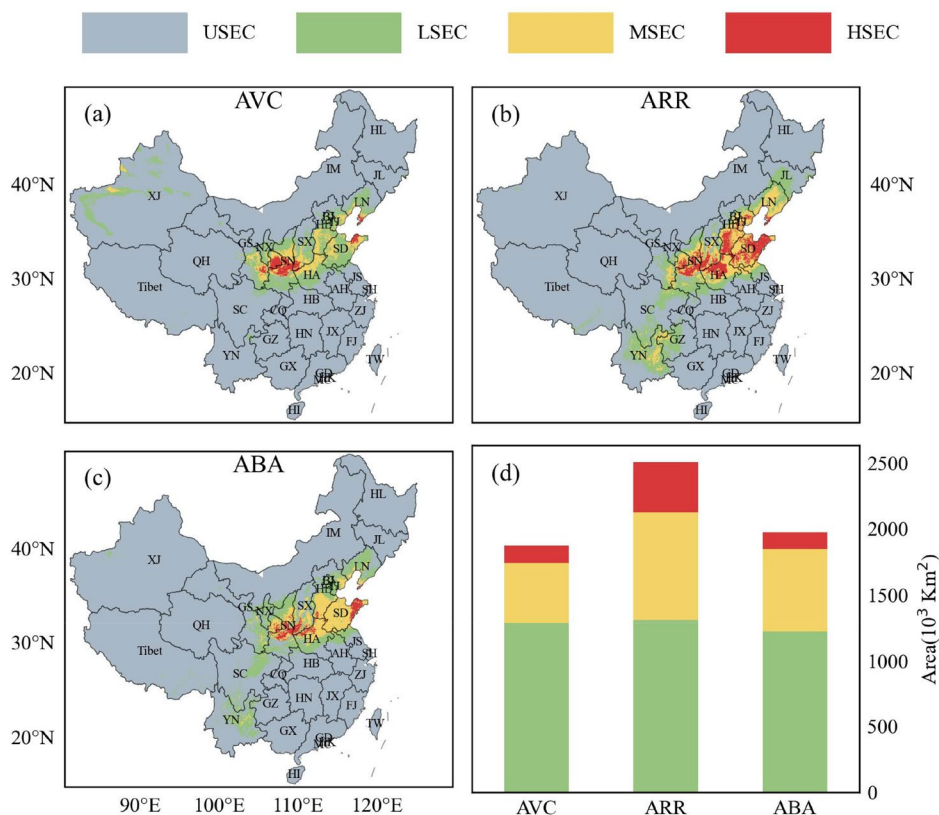 USEC LSEC MSEC HSEC
(a) AVC
HL
IM JL
XJ LN
GS NX SX SD
QH SN HA JS
Tibet AH SH
SC CQ HB ZJ
GZ HN JX FJ
YN GX TW
HI
40°N
30°N
20°N
(b) ARR
HL
IM JL
XJ LN
GS NX SX SD
QH SN HA JS
Tibet AH SH
SC CQ HB ZJ
GZ HN JX FJ
YN GX TW
HI
40°N
30°N
20°N
(c) ABA
HL
IM JL
XJ LN
GS NX SX SD
QH SN HA JS
Tibet AH SH
SC CQ HB ZJ
GZ HN JX FJ
YN GX TW
HI
40°N
30°N
20°N
90°E 100°E 110°E 120°E
(d)
2500
2000
1500
1000
500
0
Area(10³ Km²)
AVC ARR ABA